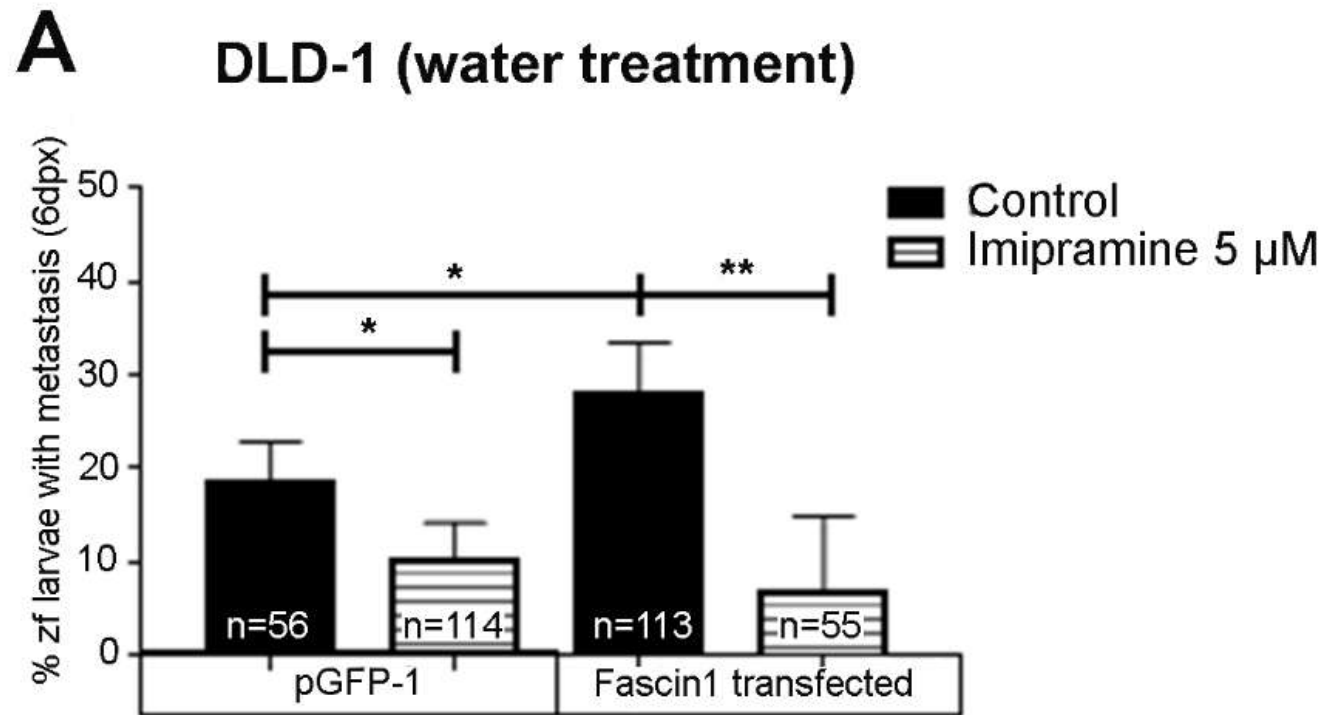 A
DLD-1 (water treatment)
% zf larvae with metastasis (6dpx)
50
40
30
20
10
0
*
**
*
Control
Imipramine 5 µM
n=56
n=114
n=113
n=55
pGFP-1
Fascin1 transfected